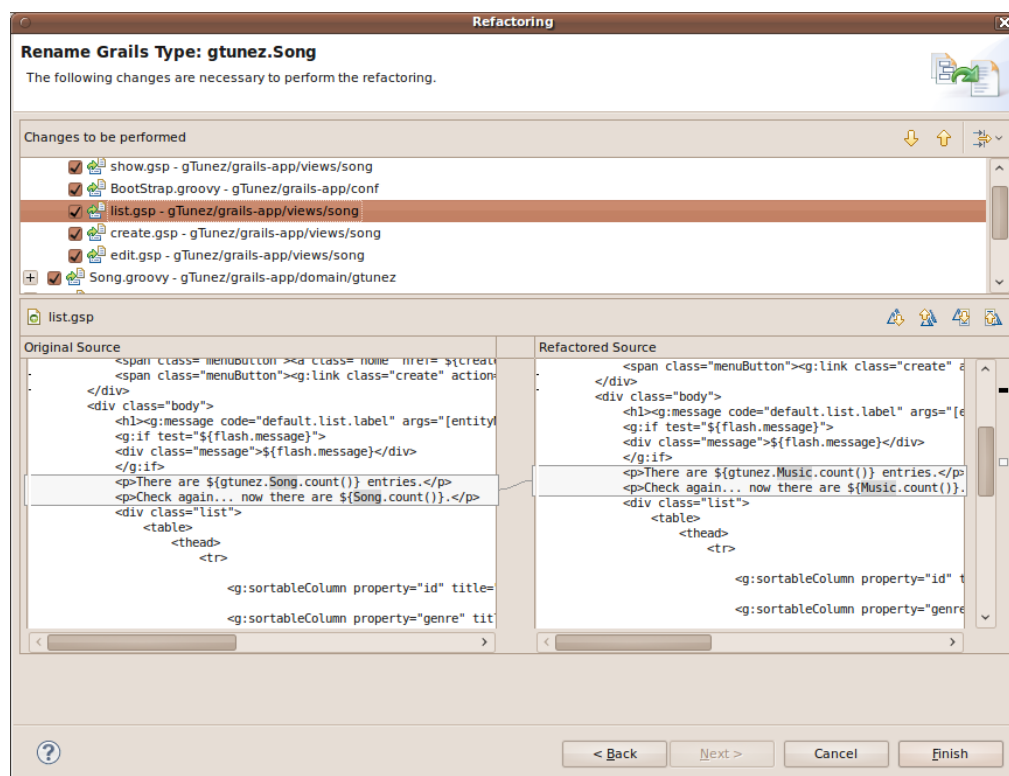 Refactoring
Rename Grails Type: gtunez.Song
The following changes are necessary to perform the refactoring.
Changes to be performed
show.gsp - gTunez/grails-app/views/song
BootStrap.groovy - gTunez/grails-app/conf
list.gsp - gTunez/grails-app/views/song
create.gsp - gTunez/grails-app/views/song
edit.gsp - gTunez/grails-app/views/song
Song.groovy - gTunez/grails-app/domain/gtunez
list.gsp
Original Source
<span class="menuButton"><a class="home" href="${creat
<span class="menuButton"><g:link class="create" action=
</div>
<div class="body">
<h1><g:message code="default.list.label" args="[entityN
<g:if test="${flash.message}">
<div class="message">${flash.message}</div>
</g:if>
<p>There are ${gtunez.Song.count()} entries.</p>
<p>Check again... now there are ${Song.count()}.</p>
<div class="list">
<table>
<thead>
<tr>
<g:sortableColumn property="id" title=
<g:sortableColumn property="genre" tit
Refactored Source
<span class="menuButton"><g:link class="create" a
</div>
<div class="body">
<h1><g:message code="default.list.label" args="[e
<g:if test="${flash.message}">
<div class="message">${flash.message}</div>
</g:if>
<p>There are ${gtunez.Music.count()} entries.</p>
<p>Check again... now there are ${Music.count()}.
<div class="list">
<table>
<thead>
<tr>
<g:sortableColumn property="id" t
<g:sortableColumn property="genre
< Back
Next >
Cancel
Finish